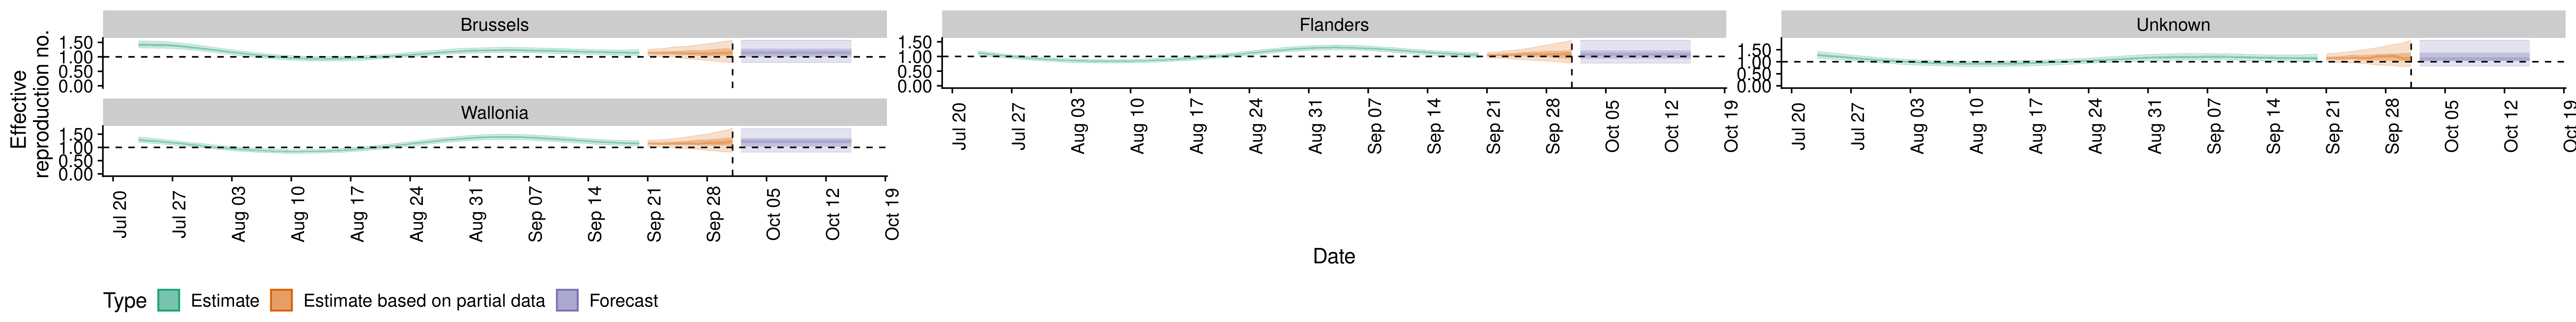 Brussels
Flanders
Unknown
Effective
reproduction no.
1.50
1.00
0.50
0.00
1.50
1.00
0.50
0.00
1.50
1.00
0.50
0.00
Wallonia
1.50
1.00
0.50
0.00
Jul 20 Jul 27 Aug 03 Aug 10 Aug 17 Aug 24 Aug 31 Sep 07 Sep 14 Sep 21 Sep 28 Oct 05 Oct 12 Oct 19
Jul 20 Jul 27 Aug 03 Aug 10 Aug 17 Aug 24 Aug 31 Sep 07 Sep 14 Sep 21 Sep 28 Oct 05 Oct 12 Oct 19
Jul 20 Jul 27 Aug 03 Aug 10 Aug 17 Aug 24 Aug 31 Sep 07 Sep 14 Sep 21 Sep 28 Oct 05 Oct 12 Oct 19
Date
Type Estimate Estimate based on partial data Forecast